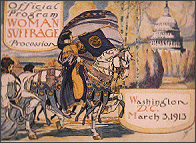 Official
Program
WOMAN
SUFFRAGE
Procession
Washington
D.C.
March 3, 1913